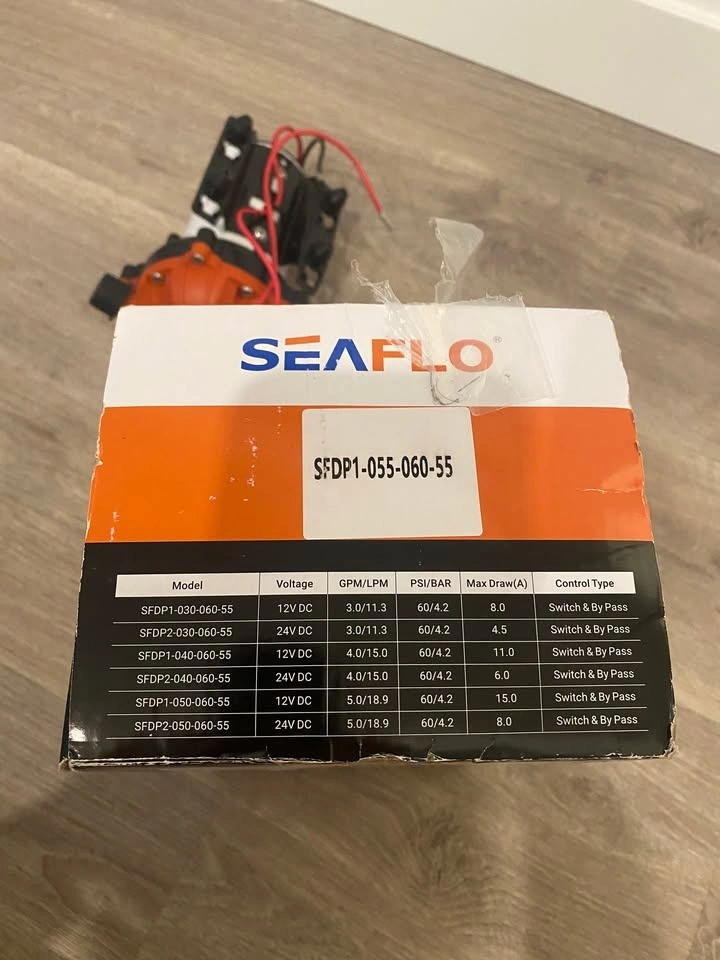 SEAFLO®
SFDP1-055-060-55
Model Voltage GPM/LPM PSI/BAR Max Draw(A) Control Type
SFDP1-030-060-55 12V DC 3.0/11.3 60/4.2 8.0 Switch & By Pass
SFDP2-030-060-55 24V DC 3.0/11.3 60/4.2 4.5 Switch & By Pass
SFDP1-040-060-55 12V DC 4.0/15.0 60/4.2 11.0 Switch & By Pass
SFDP2-040-060-55 24V DC 4.0/15.0 60/4.2 6.0 Switch & By Pass
SFDP1-050-060-55 12V DC 5.0/18.9 60/4.2 15.0 Switch & By Pass
SFDP2-050-060-55 24V DC 5.0/18.9 60/4.2 8.0 Switch & By Pass